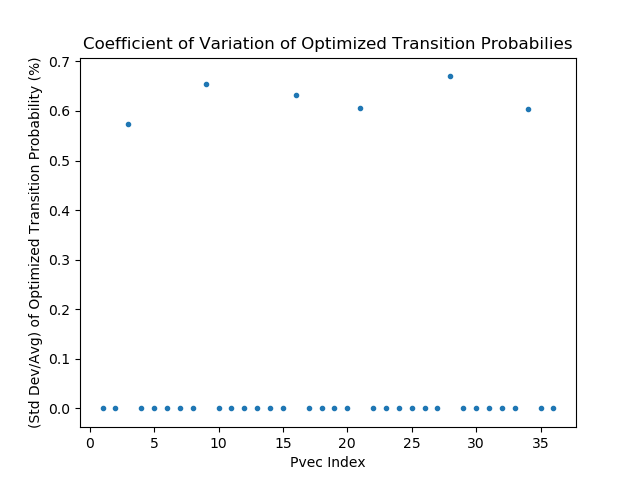 Coefficient of Variation of Optimized Transition Probabilies
(Std Dev/Avg) of Optimized Transition Probability (%)
0.7
0.6
0.5
0.4
0.3
0.2
0.1
0.0
0 5 10 15 20 25 30 35
Pvec Index